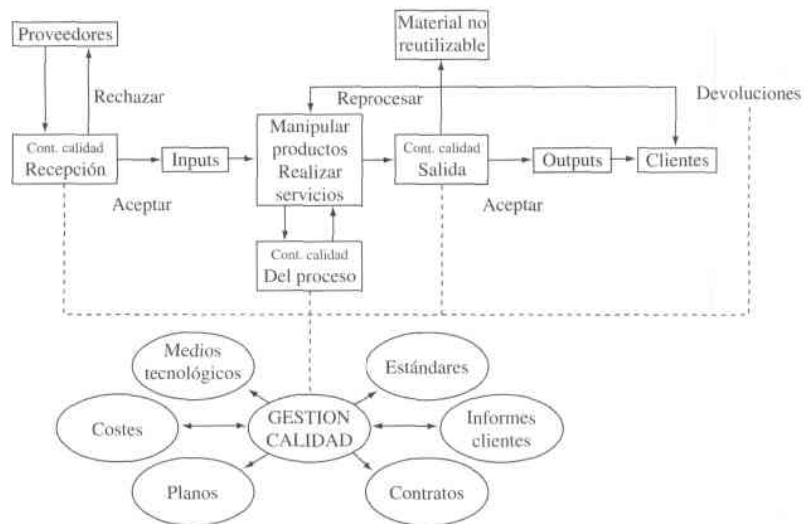 Proveedores
Material no
reutilizable
Rechazar
Reprocesar
Devoluciones
Cont. calidad
Recepción
Inputs
Manipular
productos
Realizar
servicios
Cont. calidad
Salida
Outputs
Clientes
Aceptar
Aceptar
Cont. calidad
Del proceso
Medios
tecnológicos
Estándares
Costes
GESTION
CALIDAD
Informes
clientes
Planos
Contratos